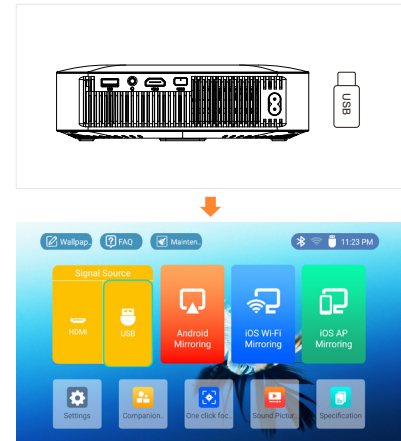 USB
Wallpap..
FAQ
Mainten..
11:23 PM
Signal Source
HDMI
USB
Android
Mirroring
iOS Wi-Fi
Mirroring
iOS AP
Mirroring
Settings
Companion..
One click foc..
Sound Pictur..
Specification